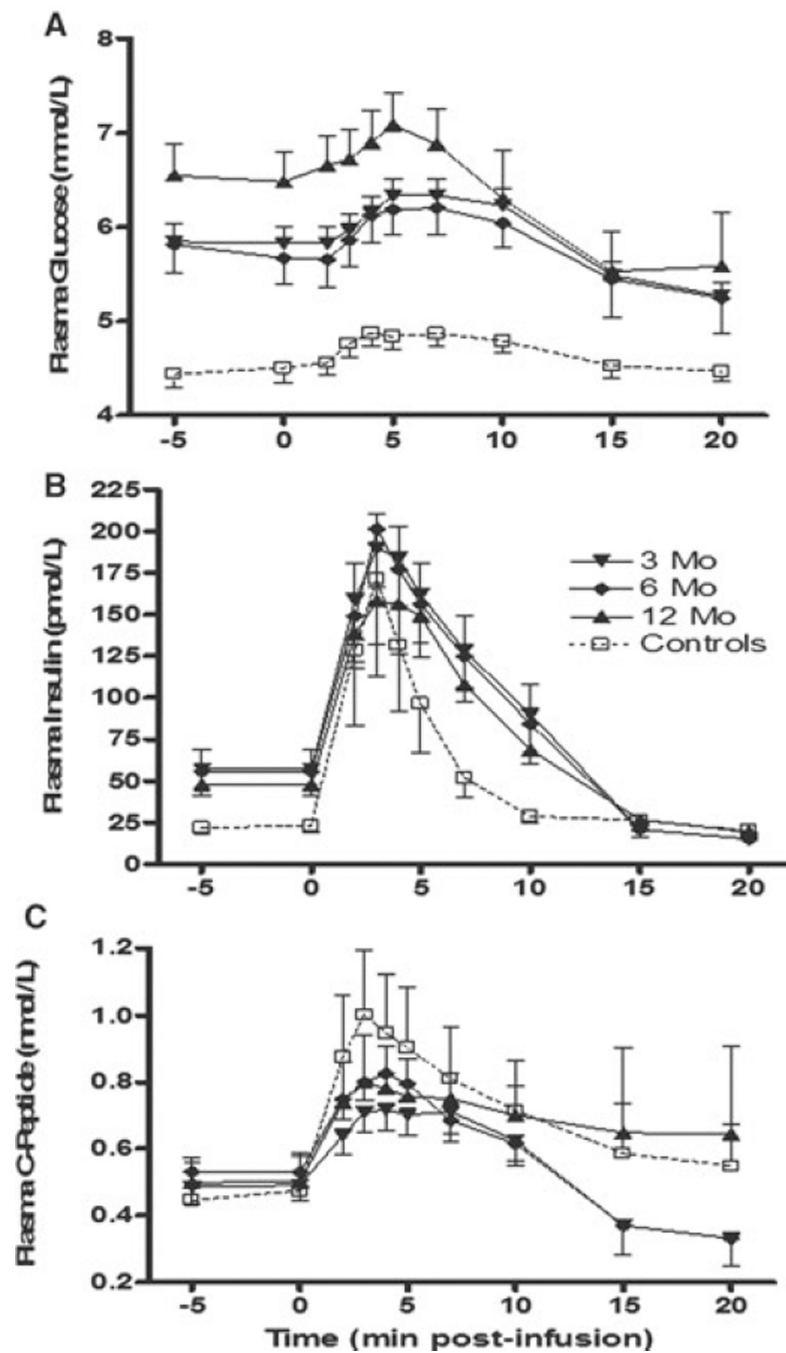 A
Plasma Glucose (mmol/L)
8
7
6
5
4
-5 0 5 10 15 20
B
Plasma Insulin (pmol/L)
225
200
175
150
125
100
75
50
25
0
3 Mo
6 Mo
12 Mo
Controls
-5 0 5 10 15 20
C
Plasma C-Peptide (nmol/L)
1.2
1.0
0.8
0.6
0.4
0.2
-5 0 5 10 15 20
Time (min post-infusion)